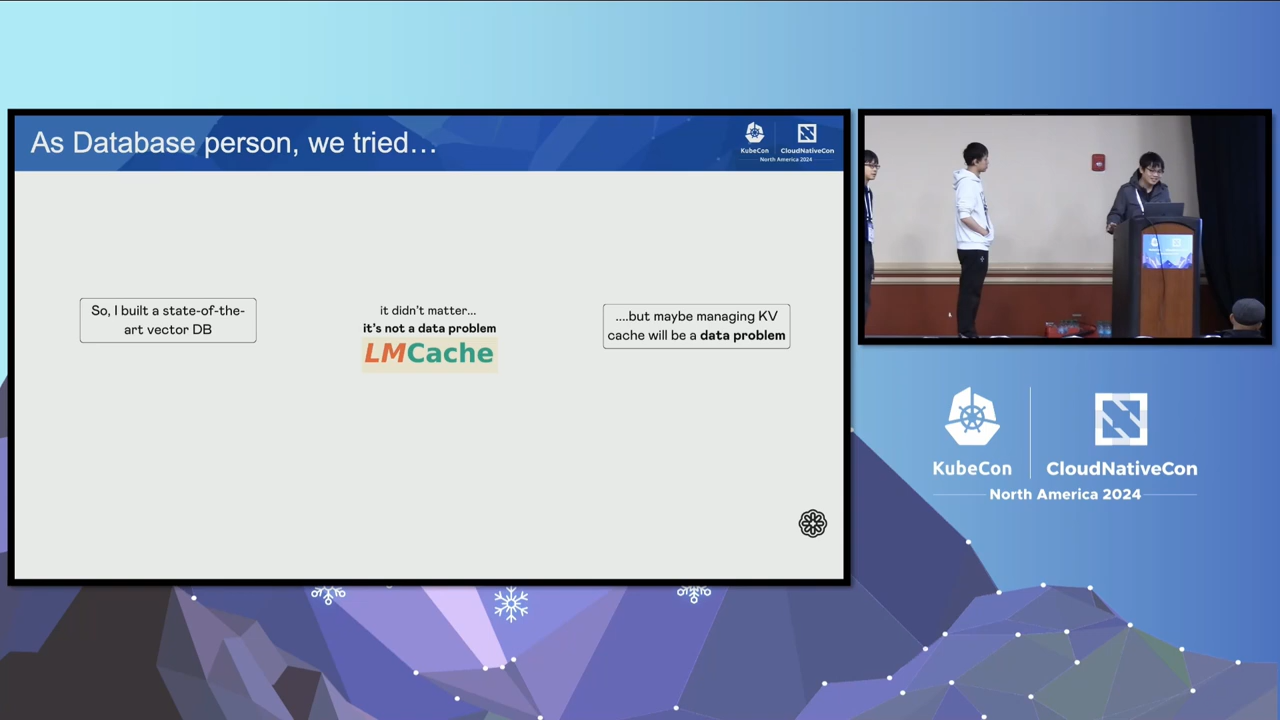 As Database person, we tried…
KubeCon
CloudNativeCon
North America 2024
So, I built a state-of-the-
art vector DB
it didn't matter...
it's not a data problem
LMCache
....but maybe managing KV
cache will be a data problem
KubeCon
CloudNativeCon
North America 2024